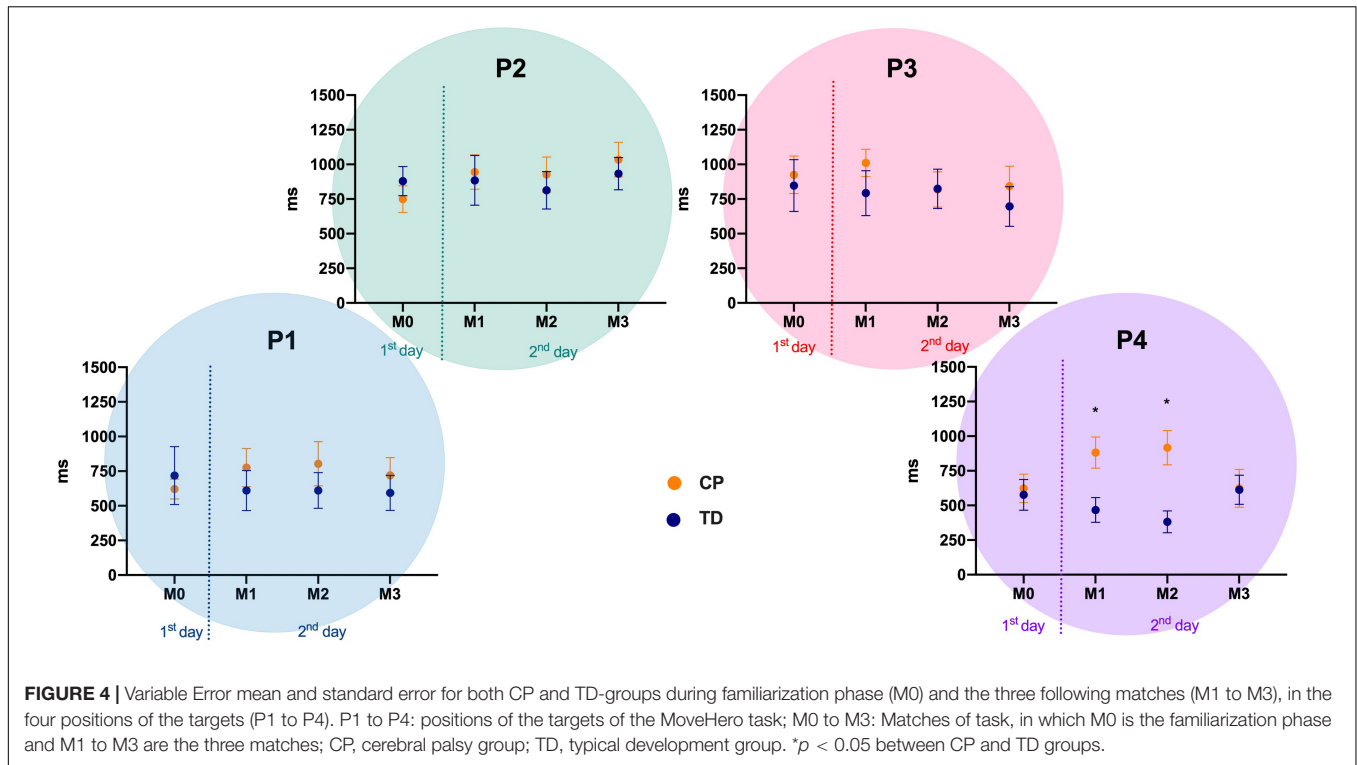 P2
1500
1250
1000
750
500
250
0
ms
M0 M1 M2 M3
1st day 2nd day
P3
1500
1250
1000
750
500
250
0
ms
M0 M1 M2 M3
1st day 2nd day
P1
1500
1250
1000
750
500
250
0
ms
M0 M1 M2 M3
1st day 2nd day
CP
TD
P4
1500
1250
1000
750
500
250
0
ms
* *
M0 M1 M2 M3
1st day 2nd day
FIGURE 4 | Variable Error mean and standard error for both CP and TD-groups during familiarization phase (M0) and the three following matches (M1 to M3), in the
four positions of the targets (P1 to P4). P1 to P4: positions of the targets of the MoveHero task; M0 to M3: Matches of task, in which M0 is the familiarization phase
and M1 to M3 are the three matches; CP, cerebral palsy group; TD, typical development group. *p < 0.05 between CP and TD groups.